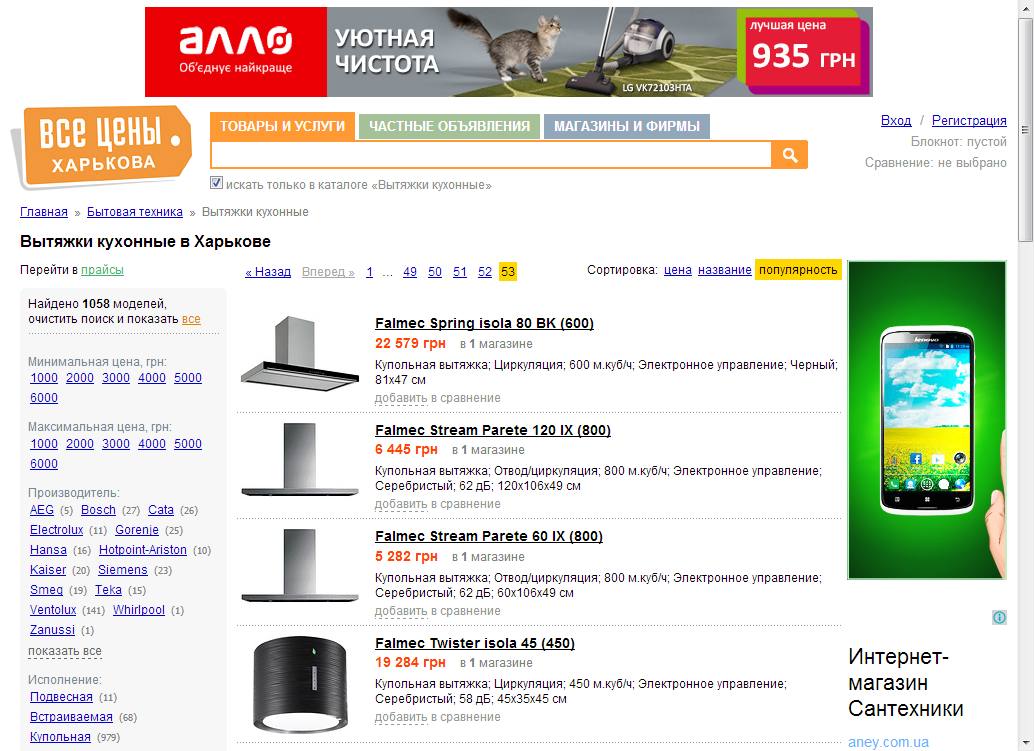 алло
Об'єднує найкраще
УЮТНАЯ
ЧИСТОТА
LG VK72103HTA
лучшая цена
935 ГРН
ВСЕ ЦЕНЫ
ХАРЬКОВА
ТОВАРЫ И УСЛУГИ ЧАСТНЫЕ ОБЪЯВЛЕНИЯ МАГАЗИНЫ И ФИРМЫ
искать только в каталоге «Вытяжки кухонные»
Вход / Регистрация
Блокнот: пустой
Сравнение: не выбрано
Главная » Бытовая техника » Вытяжки кухонные
Вытяжки кухонные в Харькове
Перейти в прайсы
« Назад Вперед » 1 ... 49 50 51 52 53
Сортировка: цена название популярность
Найдено 1058 моделей,
очистить поиск и показать все
Минимальная цена, грн:
1000 2000 3000 4000 5000
6000
Максимальная цена, грн:
1000 2000 3000 4000 5000
6000
Производитель:
AEG (5) Bosch (27) Cata (26)
Electrolux (11) Gorenje (25)
Hansa (16) Hotpoint-Ariston (10)
Kaiser (20) Siemens (23)
Smeg (19) Teka (15)
Ventolux (141) Whirlpool (1)
Zanussi (1)
показать все
Исполнение:
Подвесная (11)
Встраиваемая (68)
Купольная (979)
Falmec Spring isola 80 BK (600)
22 579 грн в 1 магазине
Купольная вытяжка; Циркуляция; 600 м.куб/ч; Электронное управление; Черный;
81x47 см
добавить в сравнение
Falmec Stream Parete 120 IX (800)
6 445 грн в 1 магазине
Купольная вытяжка; Отвод/циркуляция; 800 м.куб/ч; Электронное управление;
Серебристый; 62 дБ; 120x106x49 см
добавить в сравнение
Falmec Stream Parete 60 IX (800)
5 282 грн в 1 магазине
Купольная вытяжка; Отвод/циркуляция; 800 м.куб/ч; Электронное управление;
Серебристый; 62 дБ; 60x106x49 см
добавить в сравнение
Falmec Twister isola 45 (450)
19 284 грн в 1 магазине
Купольная вытяжка; Циркуляция; 450 м.куб/ч; Электронное управление;
Серебристый; 58 дБ; 45x35x45 см
добавить в сравнение
lenovo
Интернет-
магазин
Сантехники
aney.com.ua